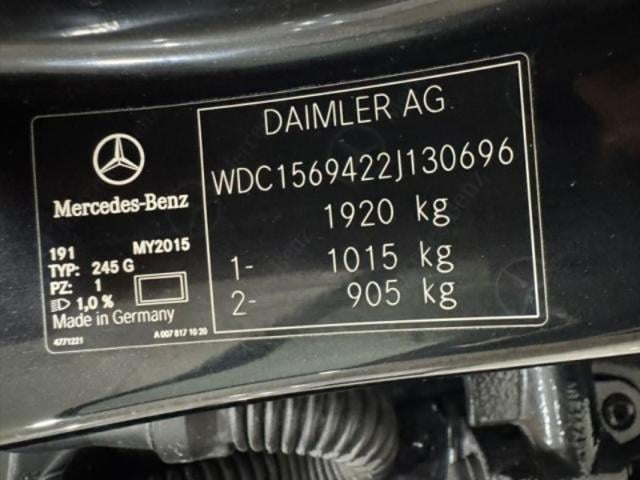 DAIMLER AG
WDC1569422J130696
1920 kg
1- 1015 kg
2- 905 kg
Mercedes-Benz
191 MY2015
TYP: 245 G
PZ: 1
1,0 %
Made in Germany
4771221 A 007 817 10 20